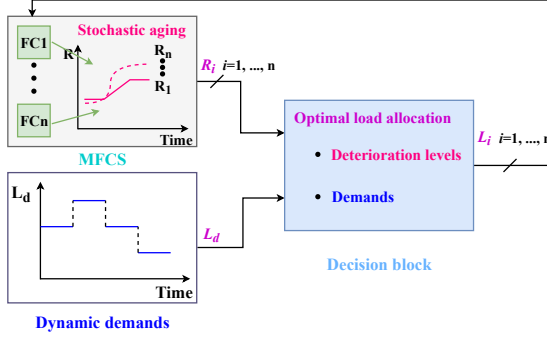 Stochastic aging
FC1
FCn
R
Rn
R1
Time
MFCS
Ri i=1, ..., n
Ld
Time
Dynamic demands
Ld
Optimal load allocation
• Deterioration levels
• Demands
Decision block
Li i=1, ..., n